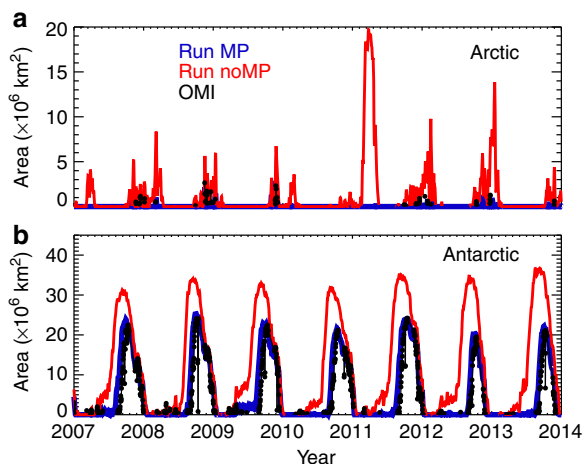 a
20
15
10
5
0
Area (×10⁶ km²)
Run MP
Run noMP
OMI
Arctic
b
40
30
20
10
0
Area (×10⁶ km²)
Antarctic
2007 2008 2009 2010 2011 2012 2013 2014
Year